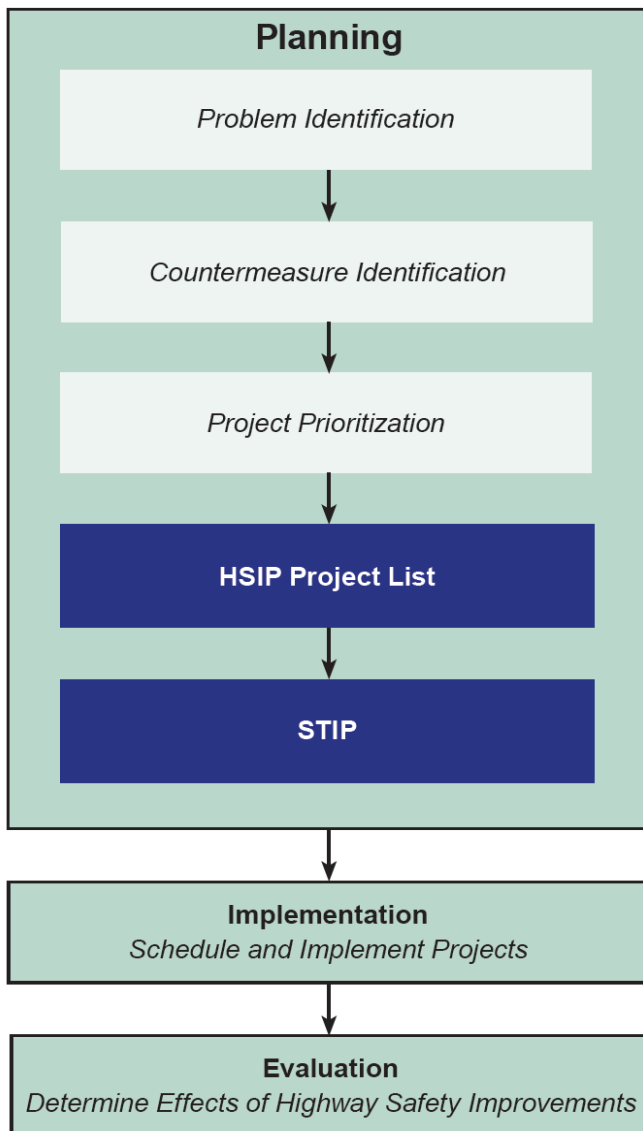 Planning
Problem Identification
Countermeasure Identification
Project Prioritization
HSIP Project List
STIP
Implementation
Schedule and Implement Projects
Evaluation
Determine Effects of Highway Safety Improvements